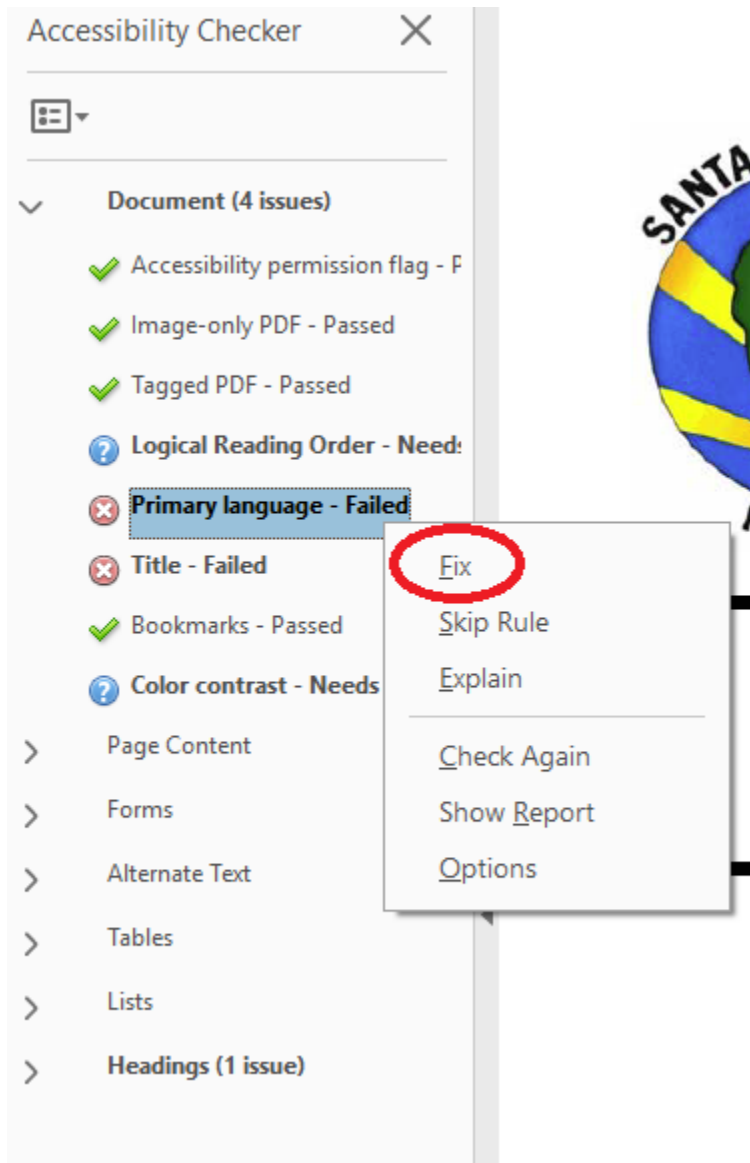 Accessibility Checker
Document (4 issues)
Accessibility permission flag - P
Image-only PDF - Passed
Tagged PDF - Passed
Logical Reading Order - Needs
Primary language - Failed
Title - Failed
Bookmarks - Passed
Color contrast - Needs
Page Content
Forms
Alternate Text
Tables
Lists
Headings (1 issue)
Fix
Skip Rule
Explain
Check Again
Show Report
Options
SANTA